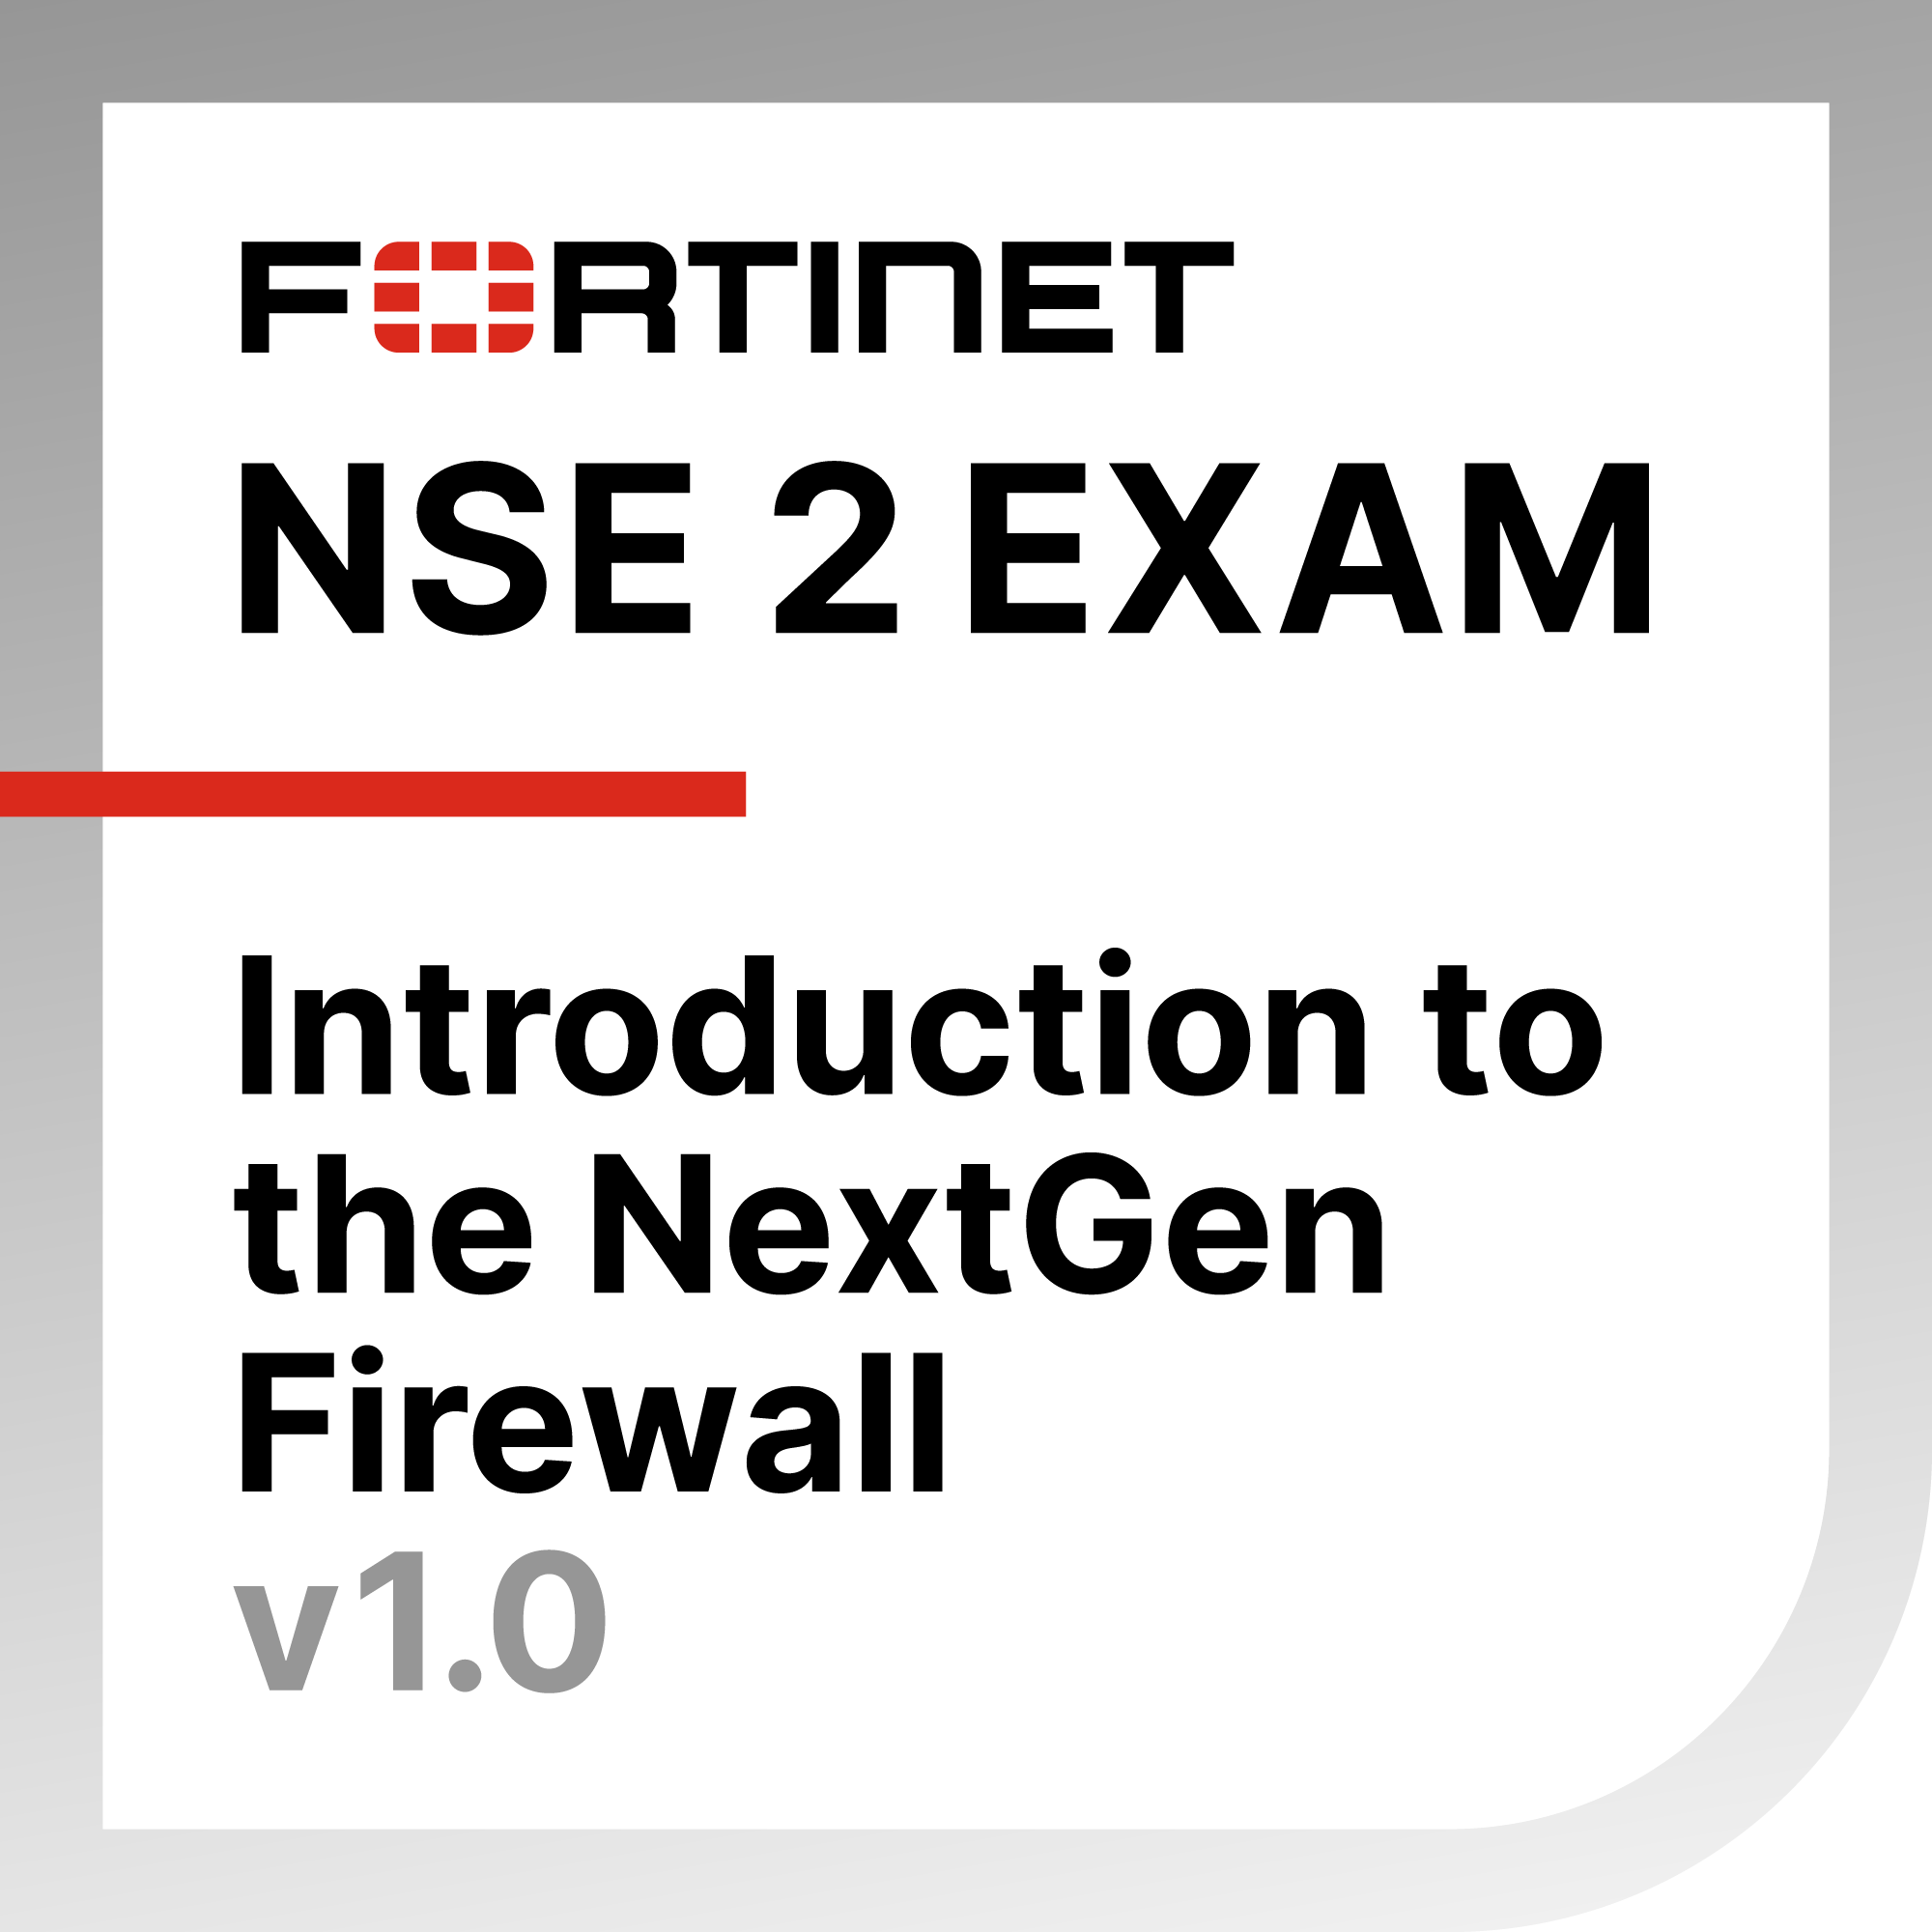 FORTINET
NSE 2 EXAM
Introduction to
the NextGen
Firewall
v1.0